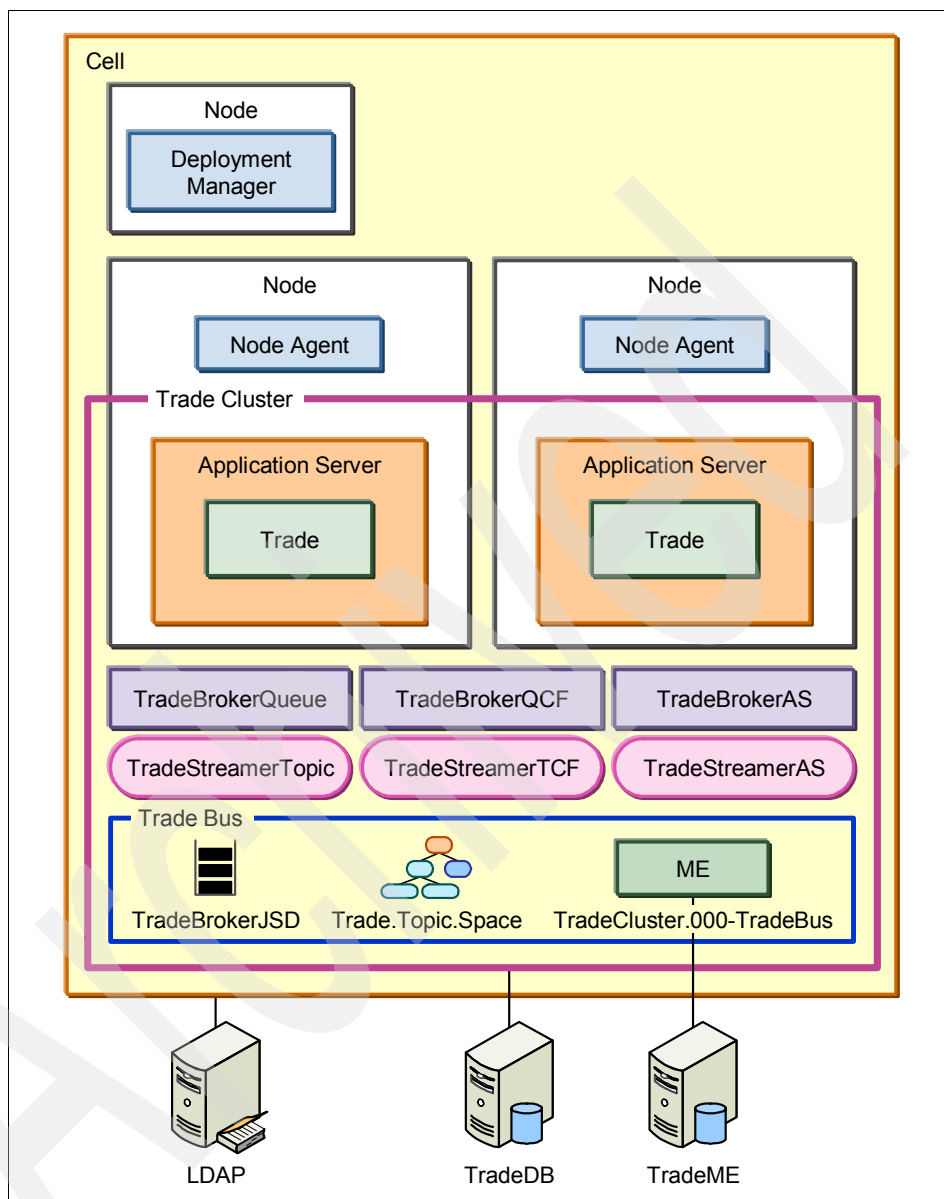 Cell
Node
Deployment
Manager
Node
Node
Node Agent
Node Agent
Trade Cluster
Application Server
Application Server
Trade
Trade
TradeBrokerQueue
TradeBrokerQCF
TradeBrokerAS
TradeStreamerTopic
TradeStreamerTCF
TradeStreamerAS
Trade Bus
ME
TradeBrokerJSD
Trade.Topic.Space
TradeCluster.000-TradeBus
LDAP
TradeDB
TradeME
Archived